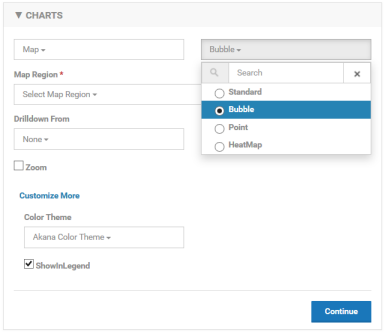 CHARTS
Map
Bubble
Search
Standard
Bubble
Point
HeatMap
Map Region *
Select Map Region
Drilldown From
None
Zoom
Customize More
Color Theme
Akana Color Theme
ShowInLegend
Continue